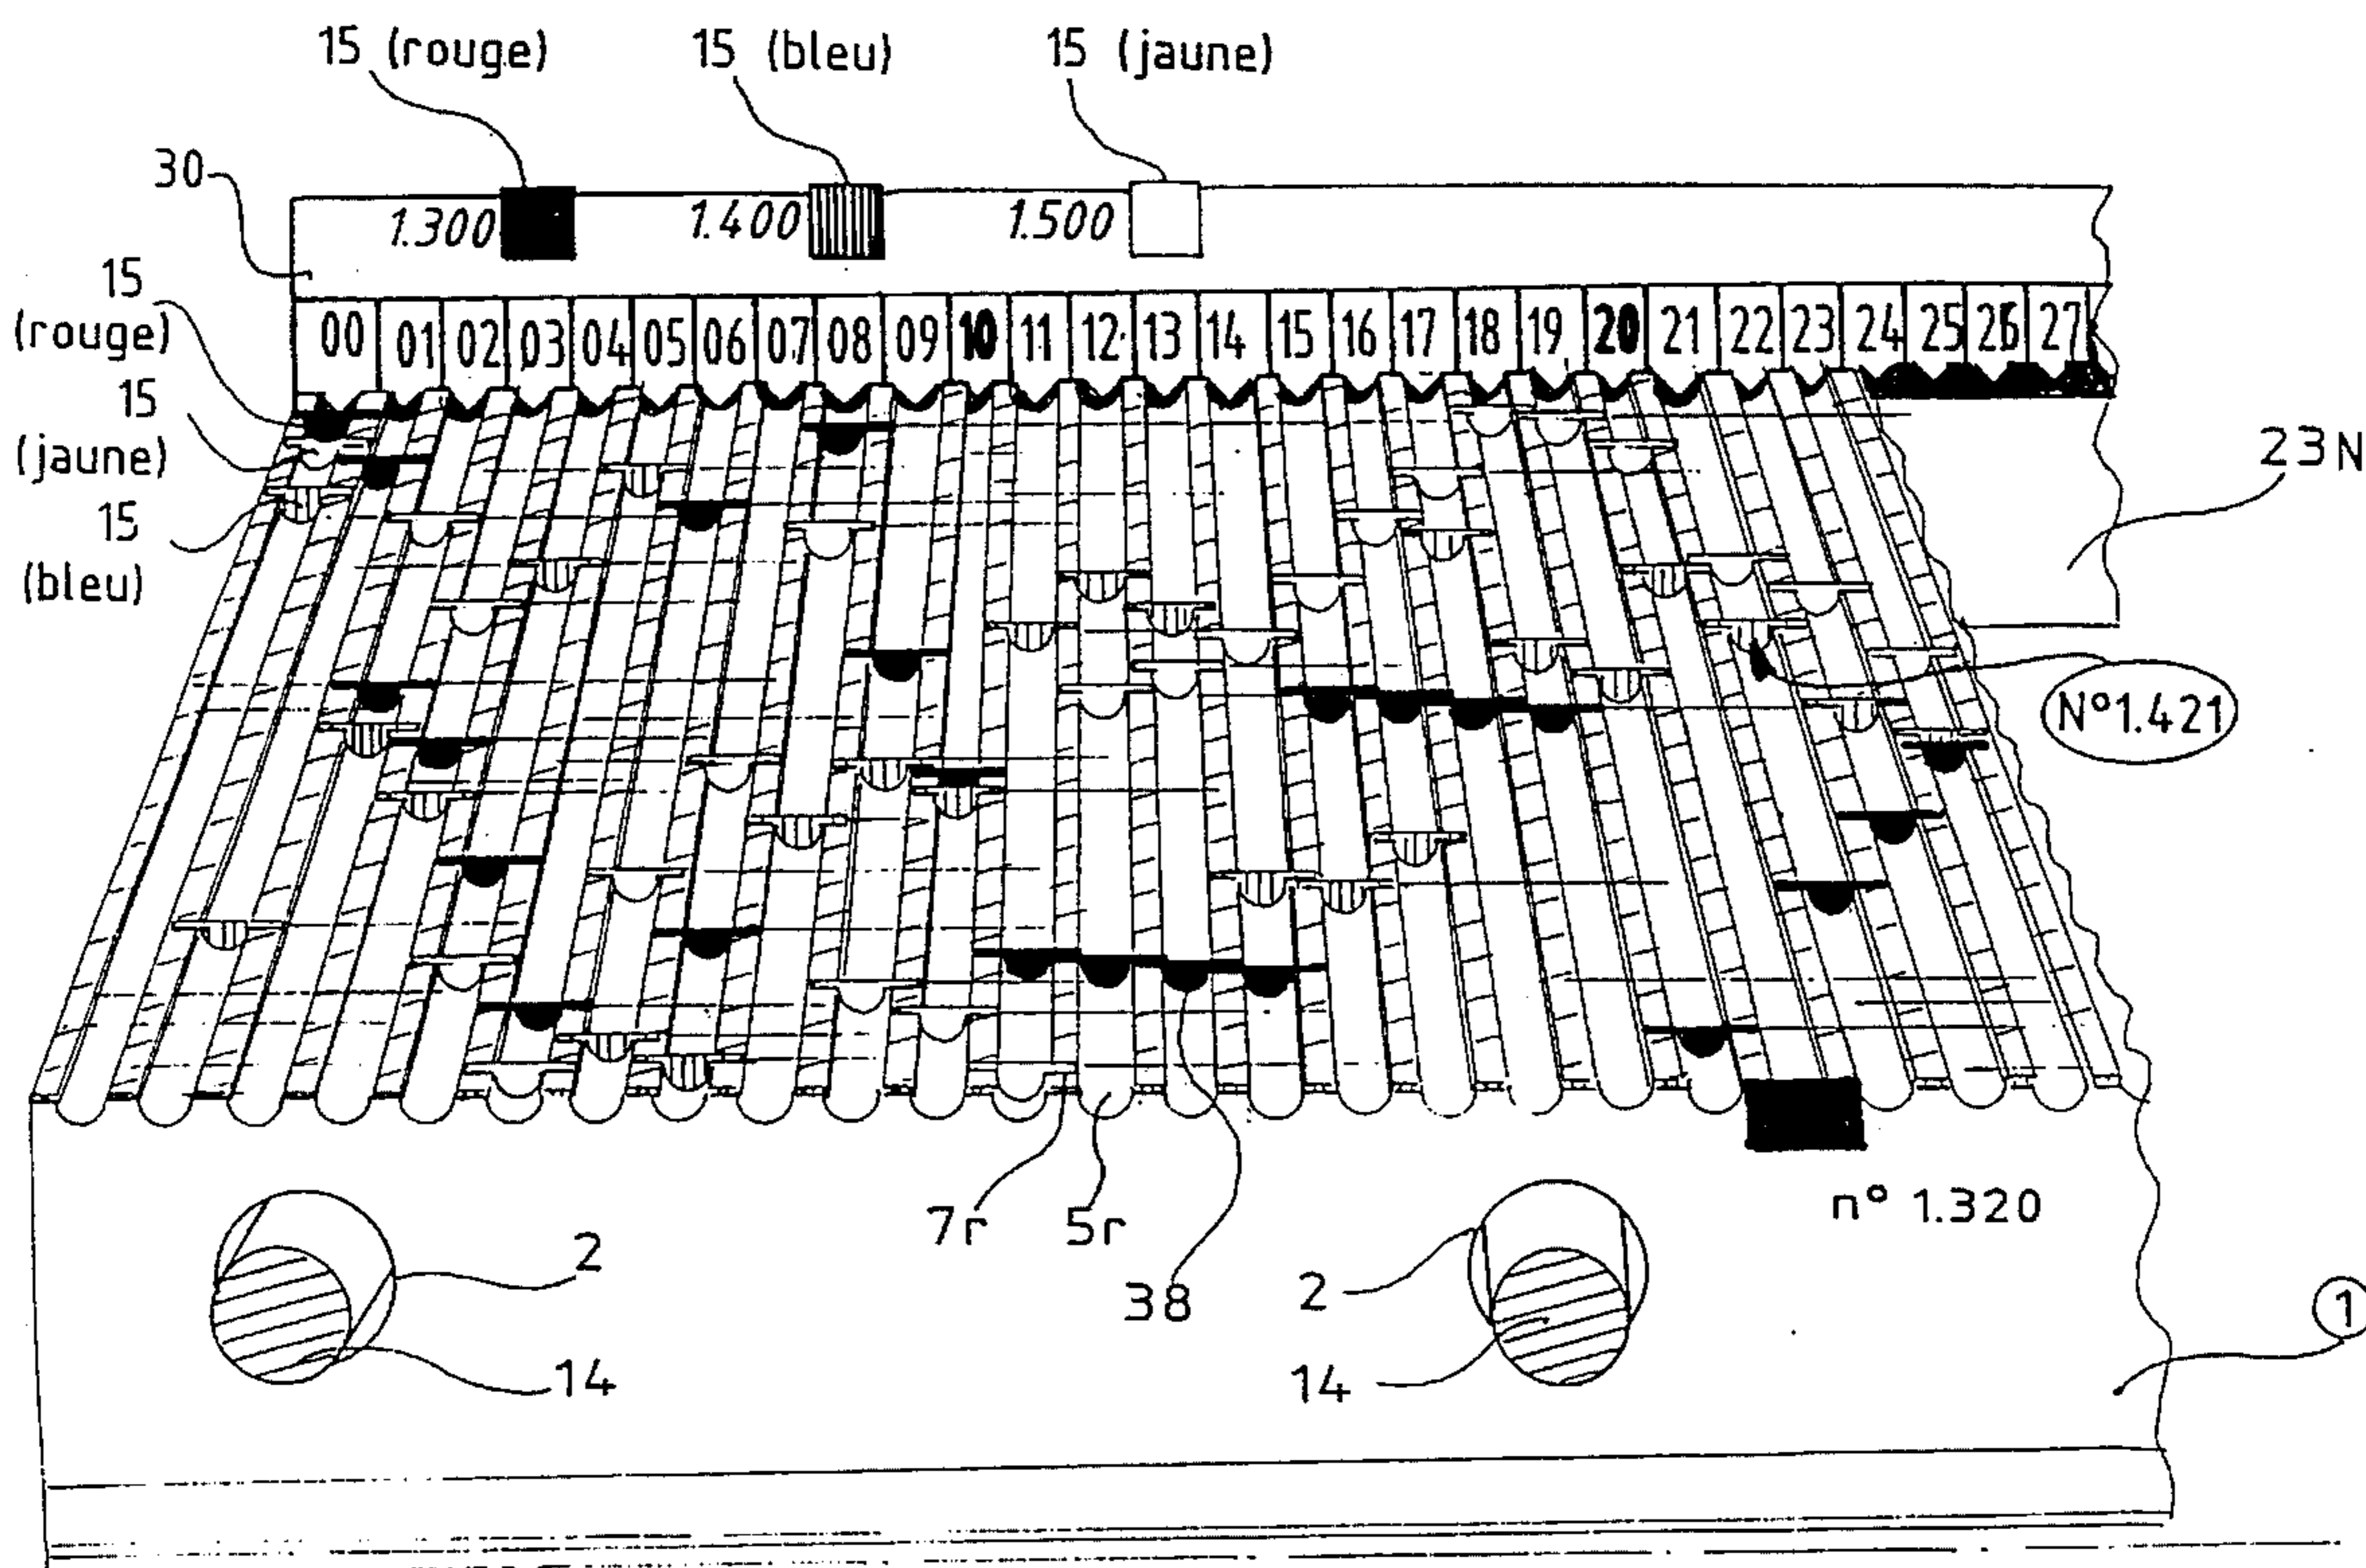 15 (rouge) 15 (bleu) 15 (jaune)
30
1.300 1.400 1.500
15
(rouge)
00 01 02 03 04 05 06 07 08 09 10 11 12 13 14 15 16 17 18 19 20 21 22 23 24 25 26 27
15
(jaune)
23N
15
(bleu)
N°1.421
7r 5r
n° 1.320
2
38
2
1
14
14